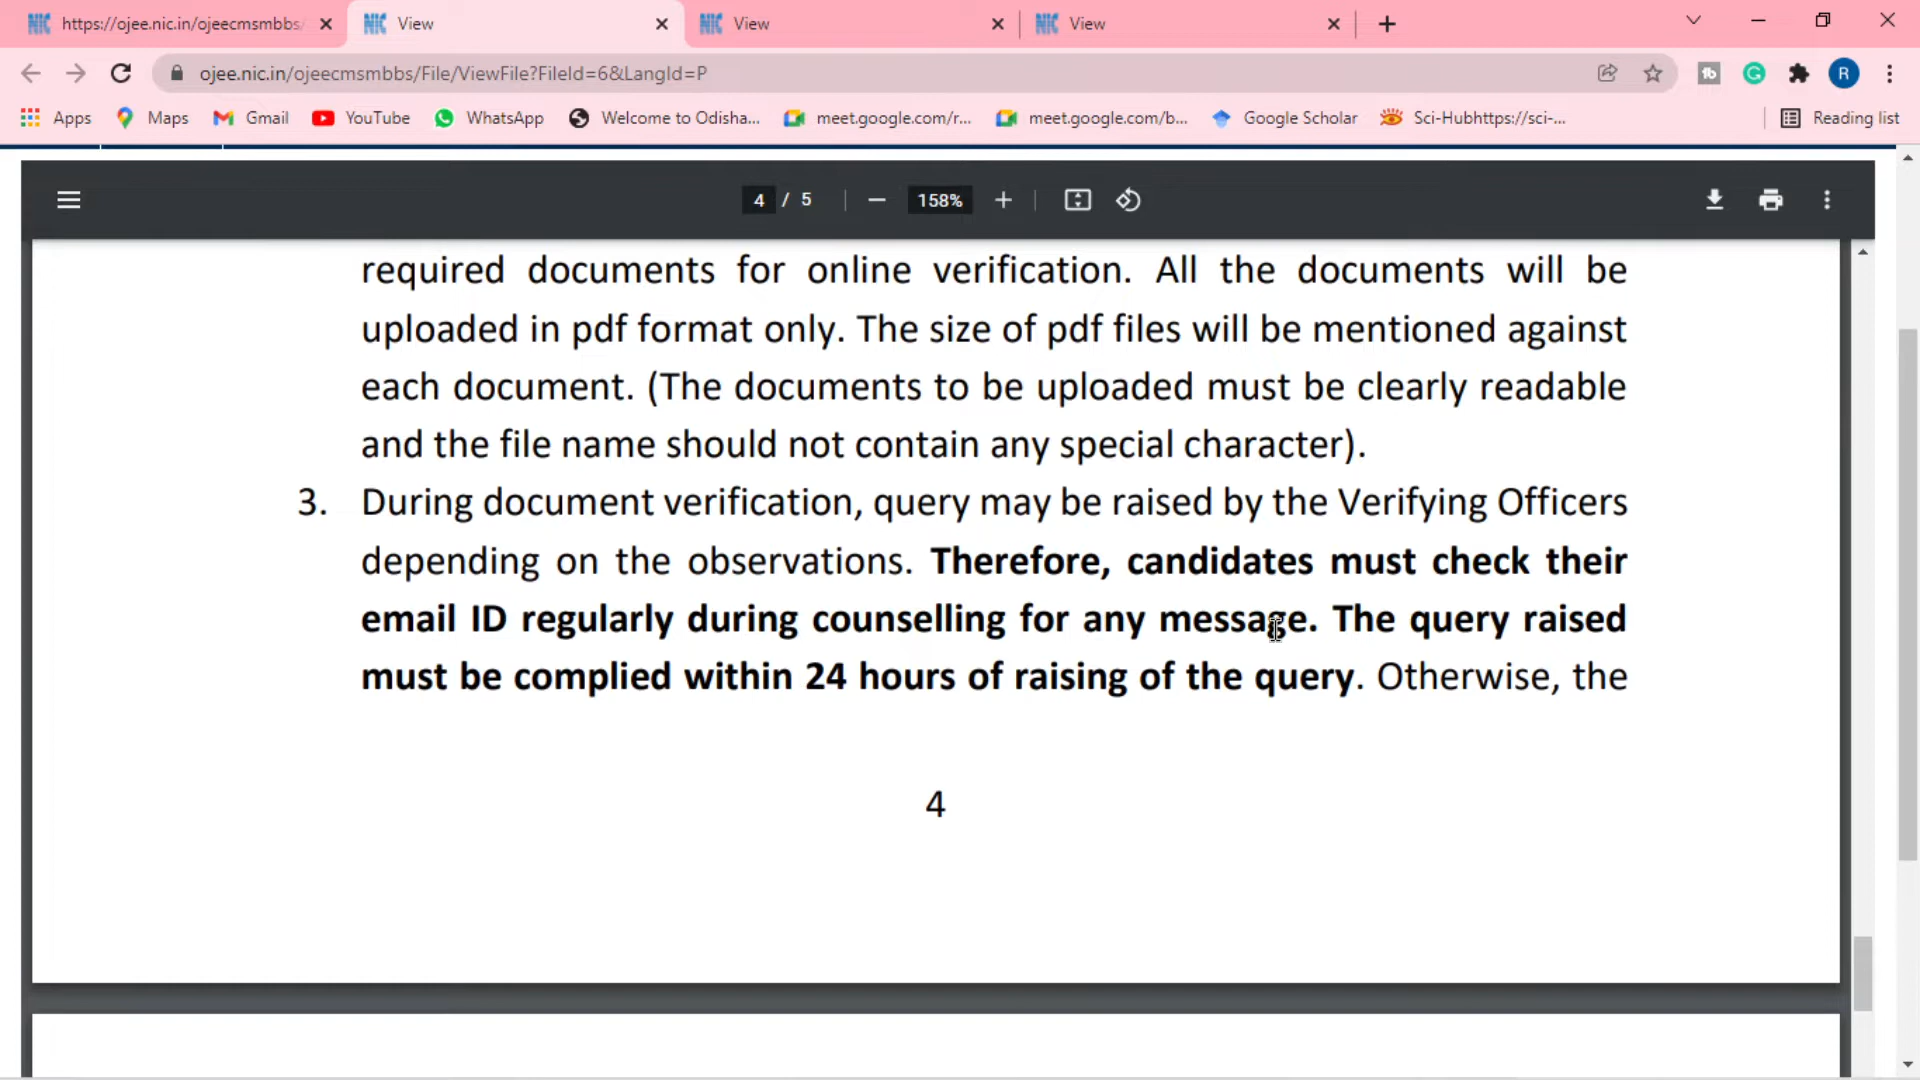 https://ojee.nic.in/ojeecmsmbbs/
View
View
View
ojee.nic.in/ojeecmsmbbs/File/ViewFile?FileId=6&LangId=P
R
Apps
Maps
Gmail
YouTube
WhatsApp
Welcome to Odisha...
meet.google.com/r...
meet.google.com/b...
Google Scholar
Sci-Hubhttps://sci-...
Reading list
4 / 5
158%
required documents for online verification. All the documents will be
uploaded in pdf format only. The size of pdf files will be mentioned against
each document. (The documents to be uploaded must be clearly readable
and the file name should not contain any special character).
3. During document verification, query may be raised by the Verifying Officers
depending on the observations. Therefore, candidates must check their
email ID regularly during counselling for any message. The query raised
must be complied within 24 hours of raising of the query. Otherwise, the
4